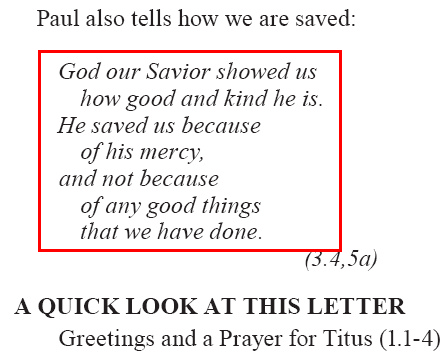 Paul also tells how we are saved:
God our Savior showed us
how good and kind he is.
He saved us because
of his mercy,
and not because
of any good things
that we have done.
(3.4,5a)
A QUICK LOOK AT THIS LETTER
Greetings and a Prayer for Titus (1.1-4)